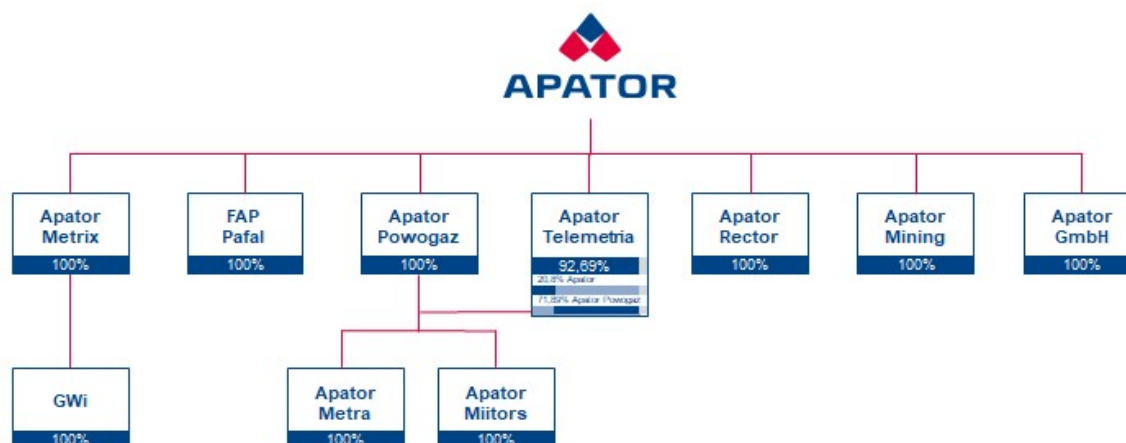 APATOR
Apator
Metrix
100%
FAP
Pafal
100%
Apator
Powogaz
100%
Apator
Telemetria
92,69%
20,8% Apator
71,89% Apator Powogaz
Apator
Rector
100%
Apator
Mining
100%
Apator
GmbH
100%
GWi
100%
Apator
Metra
100%
Apator
Miitors
100%